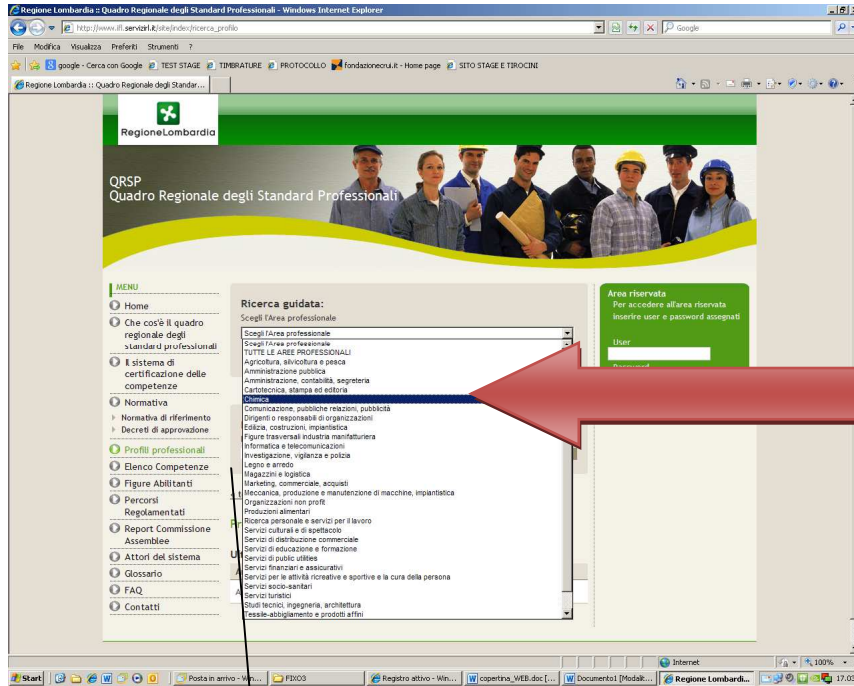 Regione Lombardia :: Quadro Regionale degli Standard Professionali - Windows Internet Explorer
http://www.ifl.servizirl.it/site/index/ricerca_profilo
Google
File Modifica Visualizza Preferiti Strumenti ?
google - Cerca con Google TEST STAGE TIMBRATURE PROTOCOLLO fondazionecrui.it - Home page SITO STAGE E TIROCINI
Regione Lombardia :: Quadro Regionale degli Standar...
RegioneLombardia
QRSP
Quadro Regionale degli Standard Professionali
MENU
Home
Che cos'è il quadro
regionale degli
standard professionali
Il sistema di
certificazione delle
competenze
Normativa
Normativa di riferimento
Decreti di approvazione
Profili professionali
Elenco Competenze
Figure Abilitanti
Percorsi
Regolamentati
Report Commissione
Assemblee
Attori del sistema
Glossario
FAQ
Contatti
Ricerca guidata:
Scegli l'Area professionale
Scegli l'Area professionale
Scegli l'Area professionale
TUTTE LE AREE PROFESSIONALI
Agricoltura, silvicoltura e pesca
Amministrazione pubblica
Amministrazione, contabilità, segreteria
Cartotecnica, stampa ed editoria
Chimica
Comunicazione, pubbliche relazioni, pubblicità
Dirigenti o responsabili di organizzazioni
Edilizia, costruzioni, impiantistica
Figure trasversali industria manifatturiera
Informatica e telecomunicazioni
Investigazione, vigilanza e polizia
Legno e arredo
Magazzini e logistica
Marketing, commerciale, acquisti
Meccanica, produzione e manutenzione di macchine, impiantistica
Organizzazioni non profit
Produzioni alimentari
Ricerca personale e servizi per il lavoro
Servizi culturali e di spettacolo
Servizi di distribuzione commerciale
Servizi di educazione e formazione
Servizi di public utilities
Servizi finanziari e assicurativi
Servizi per le attività ricreative e sportive e la cura della persona
Servizi socio-sanitari
Servizi turistici
Studi tecnici, ingegneria, architettura
Tessile-abbigliamento e prodotti affini
Area riservata
Per accedere all'area riservata
inserire user e password assegnati
User
Password
Internet
100%
Start
Posta in arrivo - Win...
FIXO3
Registro attivo - Win...
copertina_WEB.doc [...
Documento1 [Modalit...
Regione Lombardi...
17.03